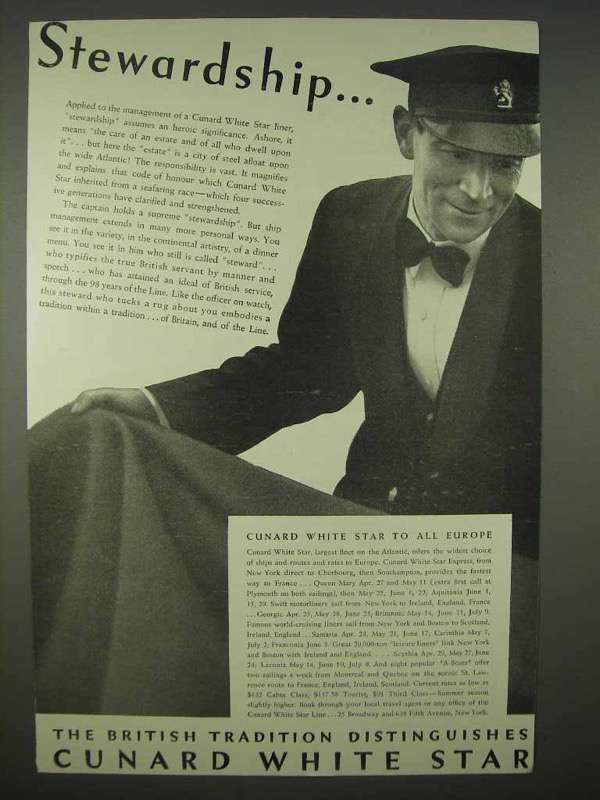 Stewardship...
Applied to the management of a Cunard White Star liner,
"stewardship" assumes an heroic significance. Ashore, it
means "the care of an estate and of all who dwell upon
it"... but here the "estate" is a city of steel afloat upon
the wide Atlantic! The responsibility is vast. It magnifies
and explains that code of honour which Cunard White
Star inherited from a seafaring race—which four success-
ive generations have clarified and strengthened.
The captain holds a supreme "stewardship". But ship
management extends in many more personal ways. You
see it in the variety, in the continental artistry, of a dinner
menu. You see it in him who still is called "steward"...
who typifies the true British servant by manner and
speech... who has attained an ideal of British service,
through the 98 years of the Line. Like the officer on watch,
this steward who tucks a rug about you embodies a
tradition within a tradition... of Britain, and of the Line.
CUNARD WHITE STAR TO ALL EUROPE
Cunard White Star, largest fleet on the Atlantic, offers the widest choice
of ships and routes and rates to Europe. Cunard White Star Express, from
New York direct to Cherbourg, then Southampton, provides the fastest
way to France... Queen Mary Apr. 27 and May 11 (extra first call at
Plymouth on both sailings), then May 25, June 8, 22, Aquitania June 1,
15, 29. Swift motorliners sail from New York to Ireland, England, France
... Georgic Apr. 23, May 28, June 25; Britannic May 14, June 11, July 9.
Famous world-cruising liners sail from New York and Boston to Scotland,
Ireland, England... Samaria Apr. 23, May 21, June 17; Carinthia May 7,
July 2; Franconia June 3. Great 20,000-ton "leisure liners" link New York
and Boston with Ireland and England... Scythia Apr. 29, May 27, June
24; Laconia May 14, June 10, July 8. And eight popular "A-Boats" offer
two sailings a week from Montreal and Quebec on the scenic St. Law-
rence route to France, England, Ireland, Scotland. Current rates as low as
$132 Cabin Class, Tourist, $91 Third Class—Summer season
slightly higher. Book through your local travel agent or any office of the
Cunard White Star Line... 25 Broadway and 638 Fifth Avenue, New York.
THE BRITISH TRADITION DISTINGUISHES
CUNARD WHITE STAR